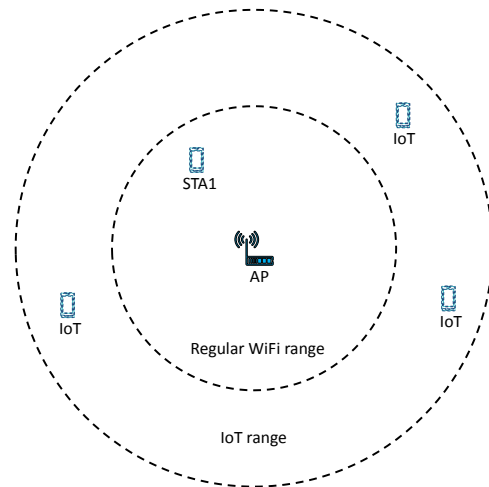 IoT
STA1
AP
IoT
IoT
Regular WiFi range
IoT range